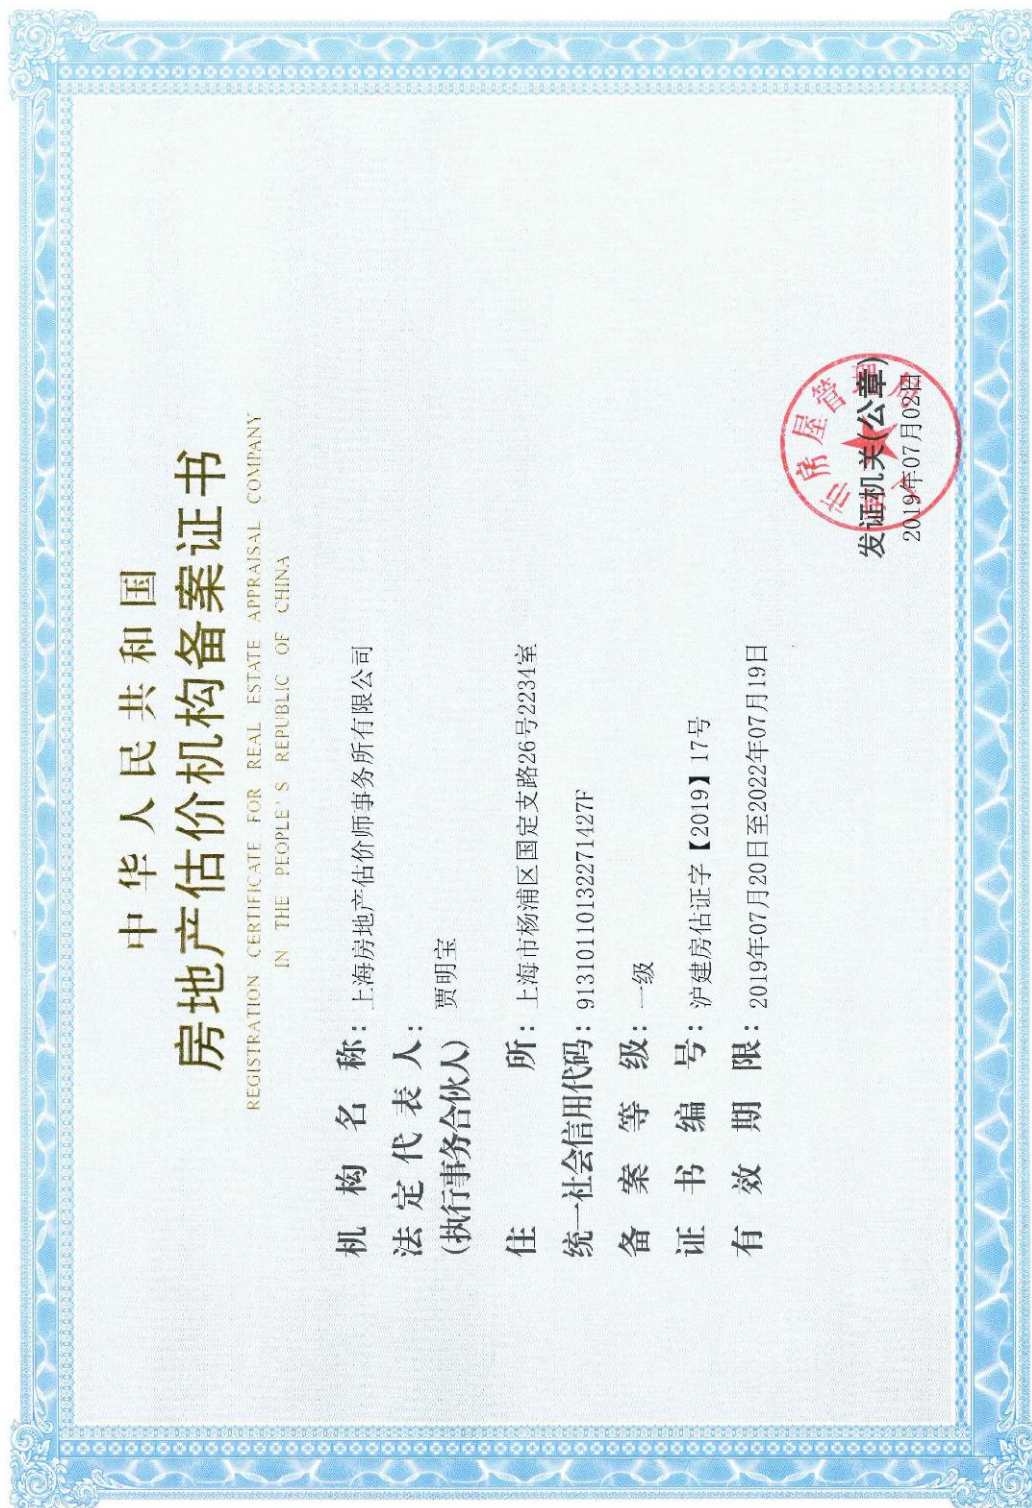 中华人民共和国
房地产估价机构备案证书
REGISTRATION CERTIFICATE FOR REAL ESTATE APPRAISAL COMPANY
IN THE PEOPLE'S REPUBLIC OF CHINA
机构名称：上海房地产估价师事务所有限公司
法定代表人：贾明宝
(执行事务合伙人)
住所：上海市杨浦区国定支路26号2234室
统一社会信用代码：91310110132271427F
备案等级：一级
证书编号：沪建房估证字【2019】17号
有效期限：2019年07月20日至2022年07月19日
市房屋管理局
发证机关(公章)
2019年07月02日